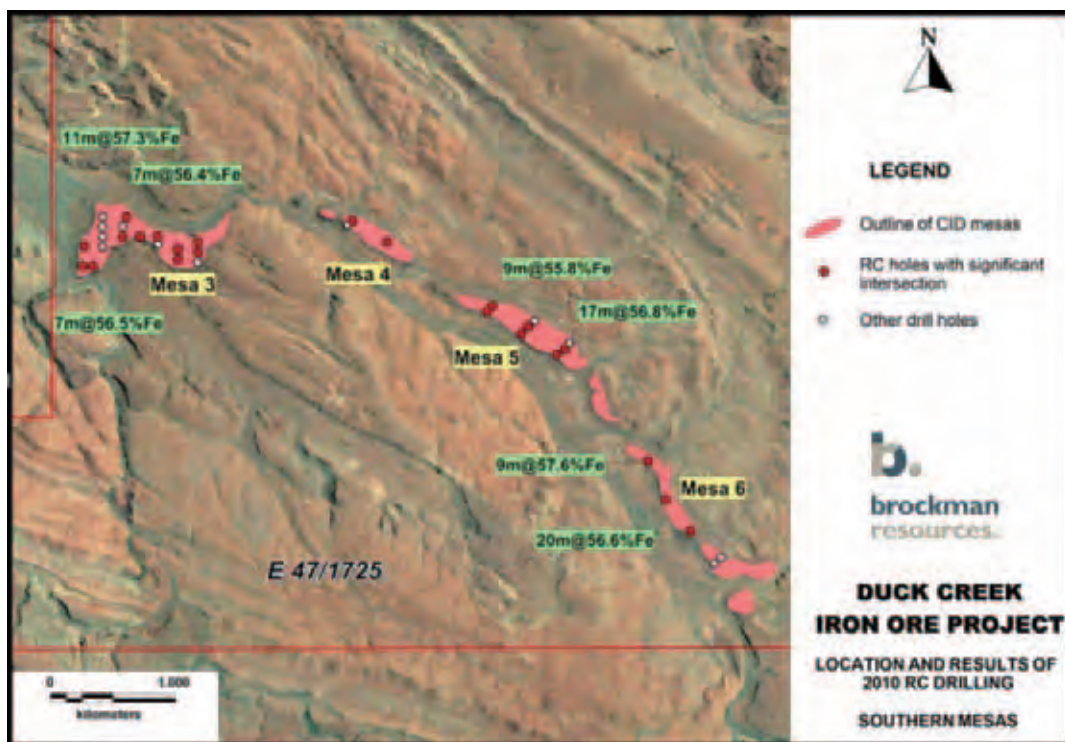 11m@57.3%Fe
7m@56.4%Fe
Mesa 3
7m@56.5%Fe
Mesa 4
9m@55.8%Fe
17m@56.8%Fe
Mesa 5
9m@57.6%Fe
Mesa 6
20m@56.6%Fe
E 47/1725
0 1.000
kilometers
N
LEGEND
Outline of CID mesas
RC holes with significant
intersection
Other drill holes
b.
brockman
resources.
DUCK CREEK
IRON ORE PROJECT
LOCATION AND RESULTS OF
2010 RC DRILLING
SOUTHERN MESAS